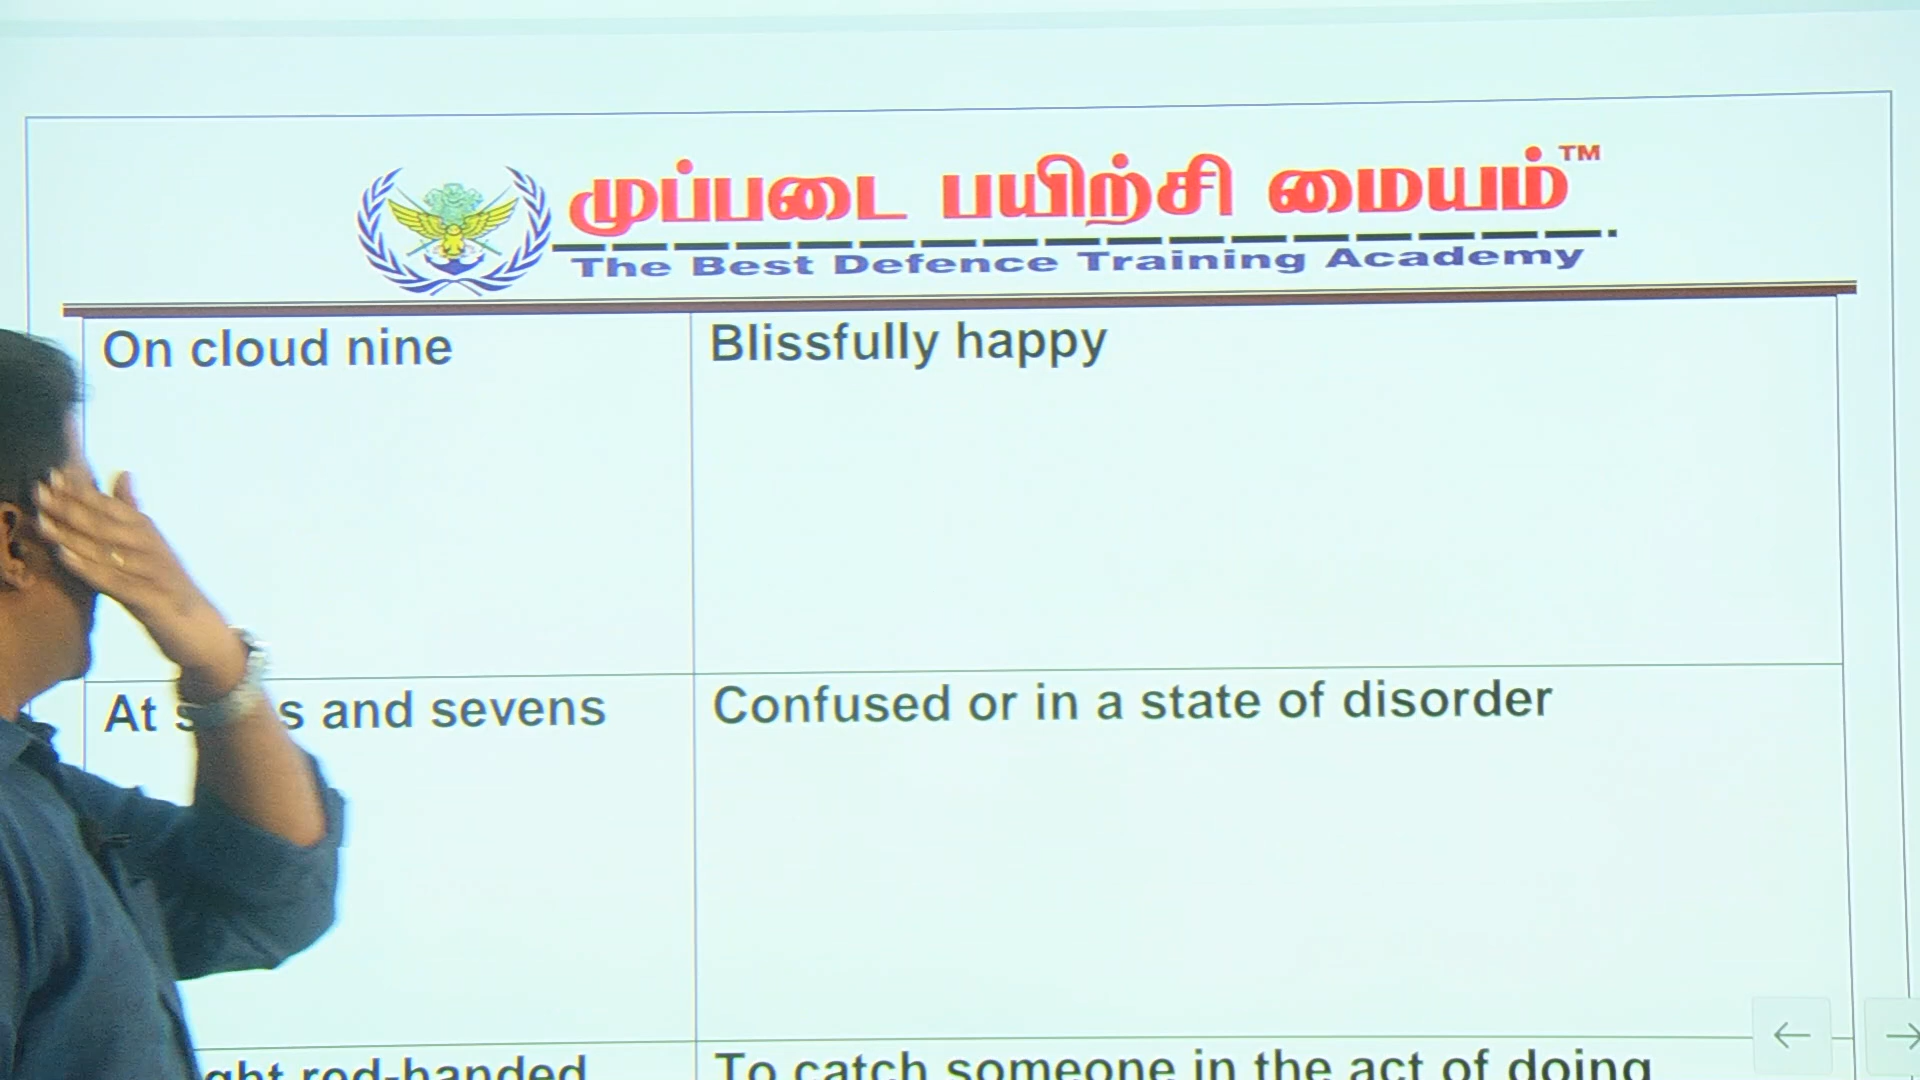 முப்படை பயிற்சி மையம்™
The Best Defence Training Academy
On cloud nine
Blissfully happy
At and sevens
Confused or in a state of disorder
red-handed
To catch someone in the act of doing